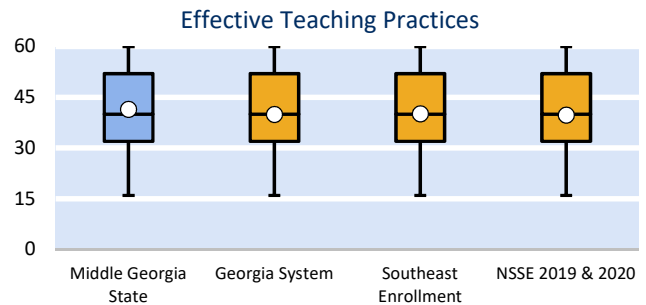 Effective Teaching Practices
60
45
30
15
0
Middle Georgia
State
Georgia System
Southeast
Enrollment
NSSE 2019 & 2020